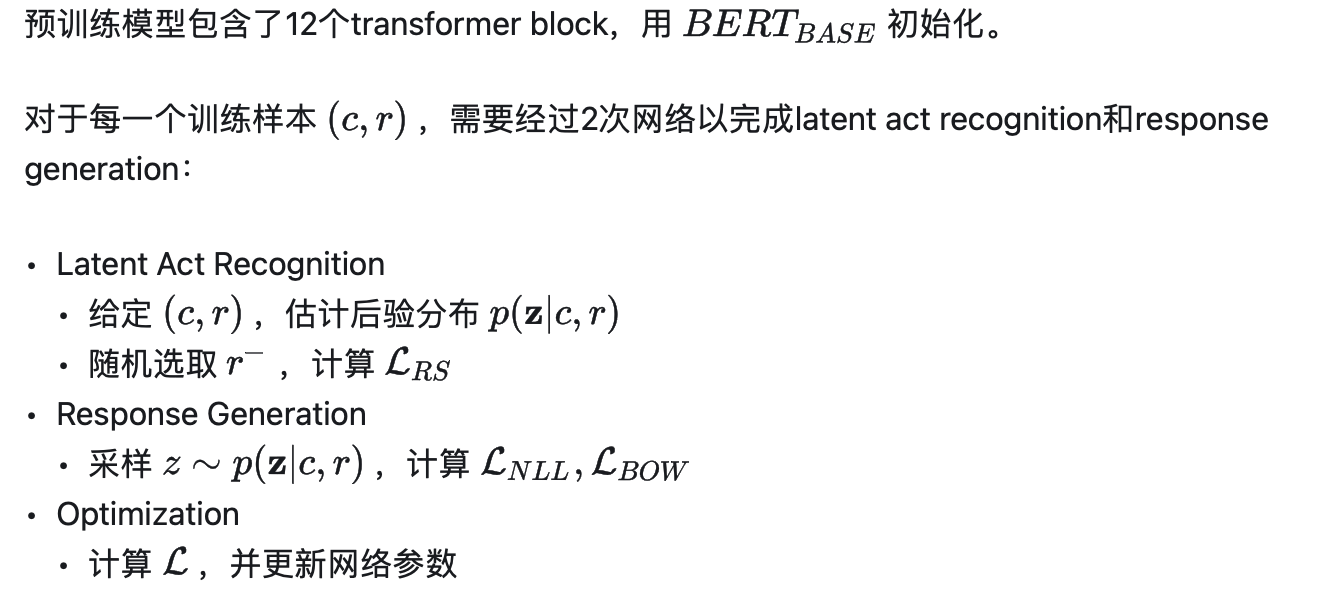 预训练模型包含了12个transformer block，用 $BERT_{BASE}$ 初始化。
对于每一个训练样本 $(c, r)$ ，需要经过2次网络以完成latent act recognition和response
generation：
• Latent Act Recognition
• 给定 $(c, r)$ ，估计后验分布 $p(\mathbf{z}|c, r)$
• 随机选取 $r^-$ ，计算 $\mathcal{L}_{RS}$
• Response Generation
• 采样 $z \sim p(\mathbf{z}|c, r)$ ，计算 $\mathcal{L}_{NLL}, \mathcal{L}_{BOW}$
• Optimization
• 计算 $\mathcal{L}$ ，并更新网络参数